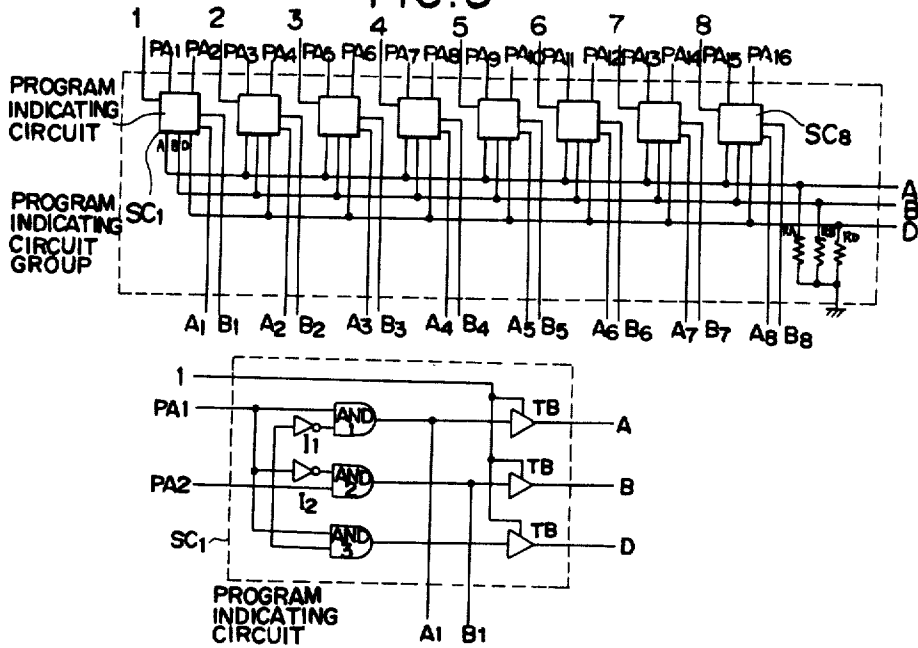 1 2 3 4 5 6 7 8
PA1 PA2 PA3 PA4 PA5 PA6 PA7 PA8 PA9 PA10 PA11 PA12 PA13 PA14 PA15 PA16
PROGRAM
INDICATING
CIRCUIT
SC8
A B D
SC1
PROGRAM
INDICATING
CIRCUIT
GROUP
A
B
D
RA RB RD
A1 B1 A2 B2 A3 B3 A4 B4 A5 B5 A6 B6 A7 B7 A8 B8
1
PA1
AND
1
TB
A
I1
PA2
AND
2
TB
B
I2
SC1
AND
3
TB
D
PROGRAM
INDICATING
CIRCUIT
A1 B1